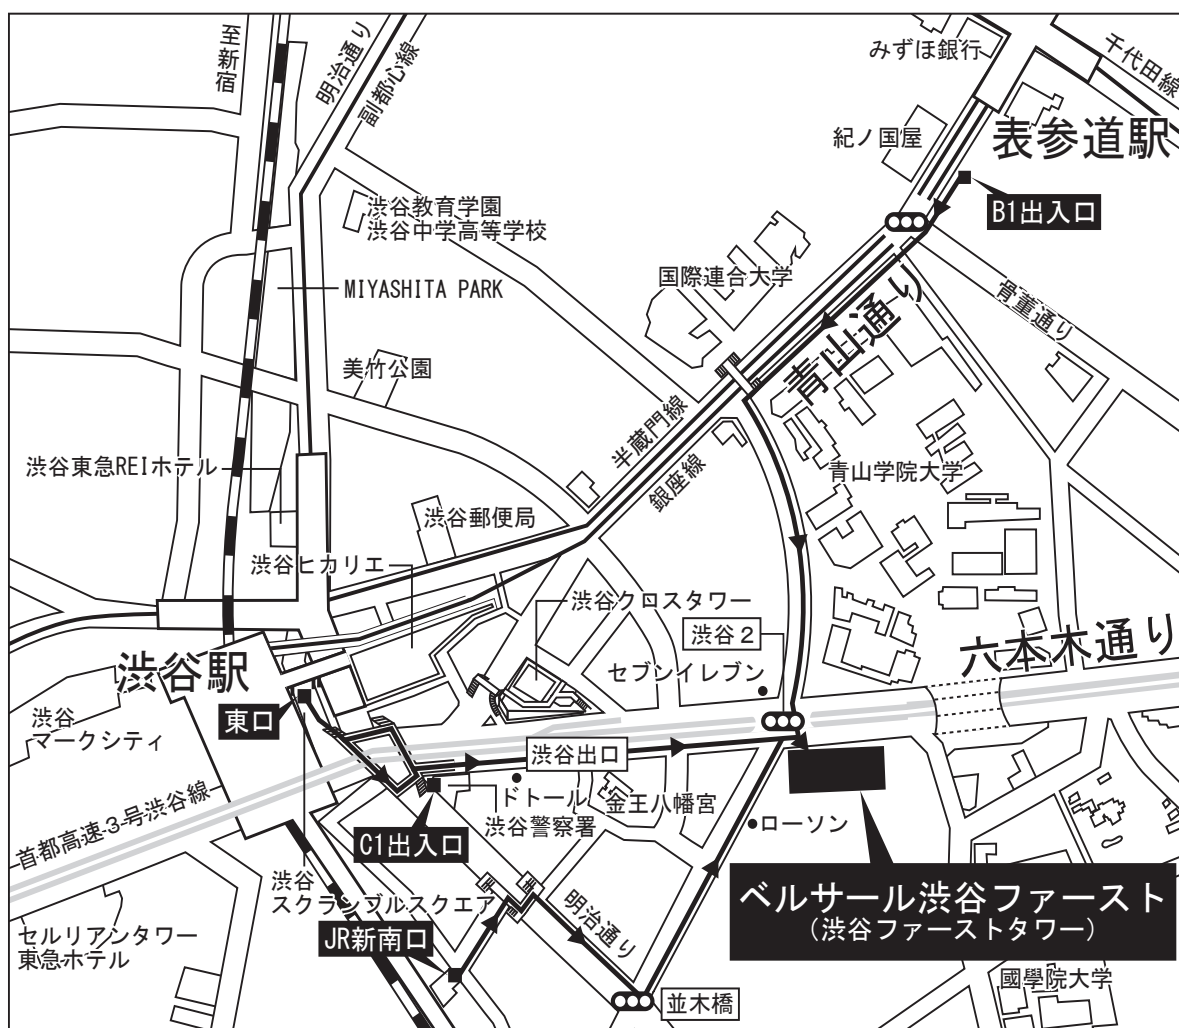 至新宿
明治通り
副都心線
みずほ銀行
千代田線
紀ノ国屋
表参道駅
B1出入口
渋谷教育学園
渋谷中学高等学校
国際連合大学
骨董通り
MIYASHITA PARK
青山通り
美竹公園
半蔵門線
銀座線
渋谷東急REIホテル
青山学院大学
渋谷郵便局
渋谷ヒカリエ
渋谷クロスタワー
渋谷2
六本木通り
渋谷駅
セブンイレブン
東口
渋谷
マークシティ
渋谷出口
首都高速3号渋谷線
ドトール
金王八幡宮
渋谷警察署
ローソン
C1出入口
渋谷
スクランブルスクエア
ベルサール渋谷ファースト
(渋谷ファーストタワー)
明治通り
JR新南口
セルリアンタワー
東急ホテル
國學院大学
並木橋